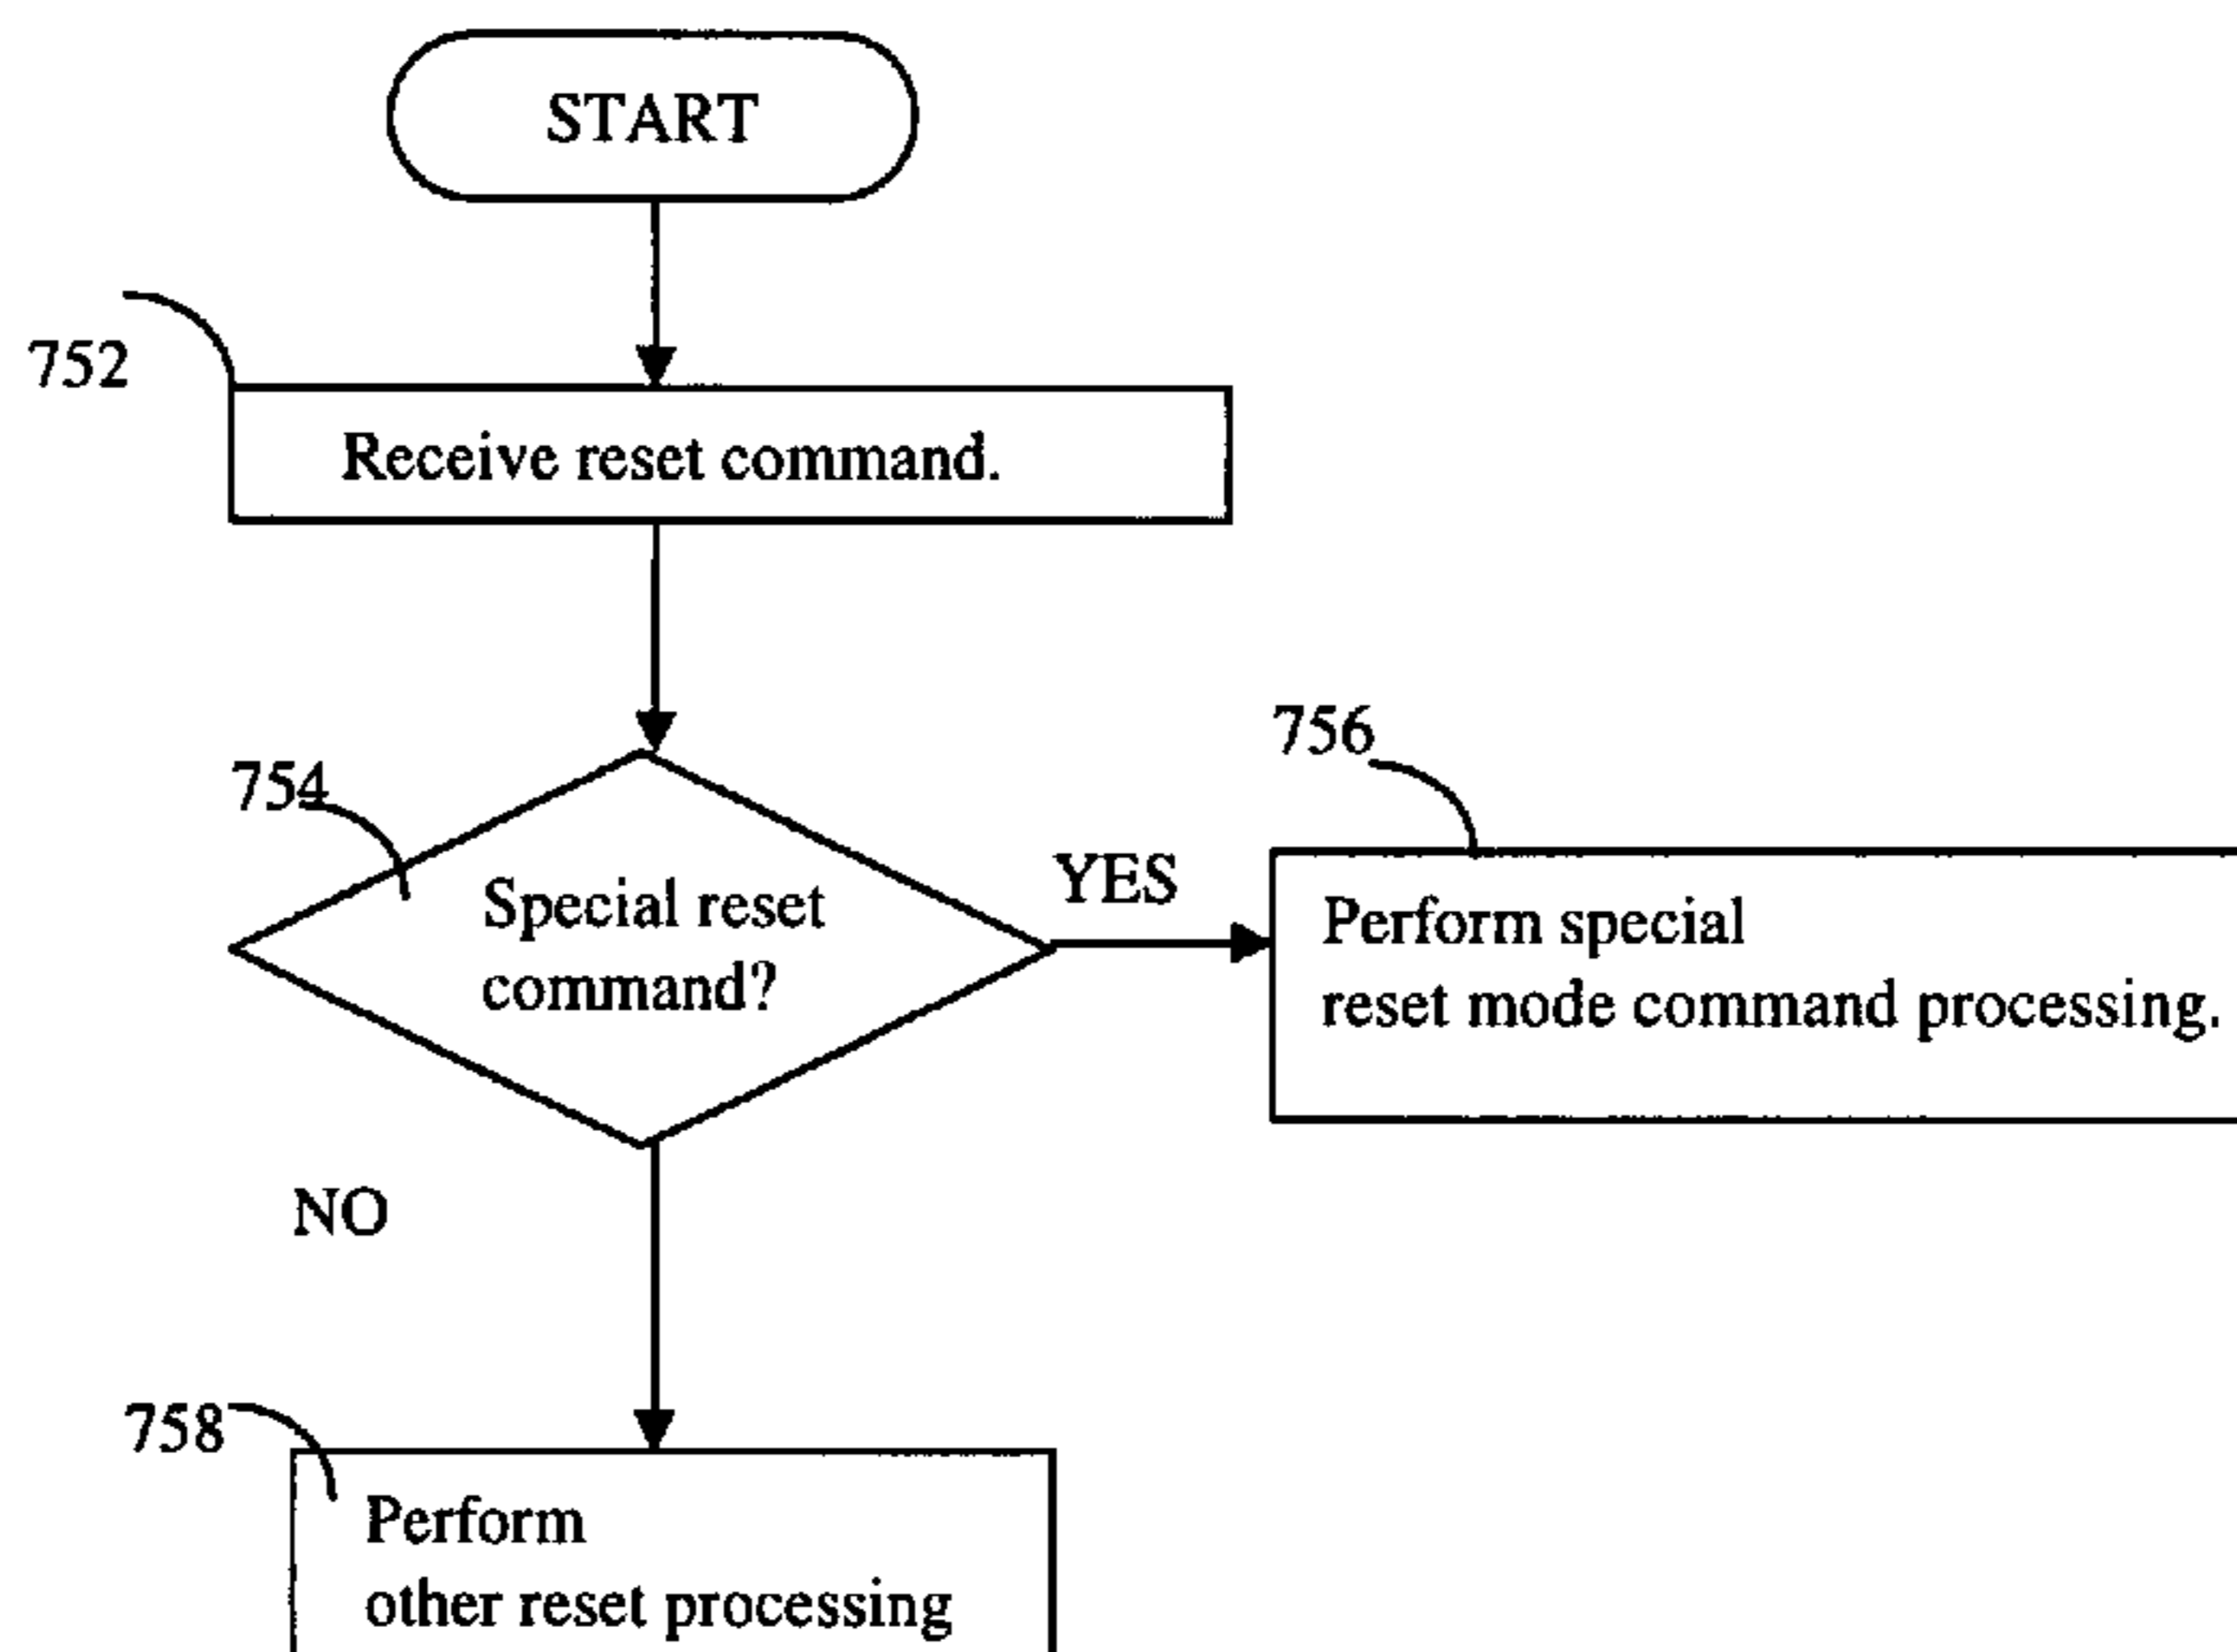 START
752
Receive reset command.
754
Special reset
command?
YES
756
Perform special
reset mode command processing.
NO
758
Perform
other reset processing